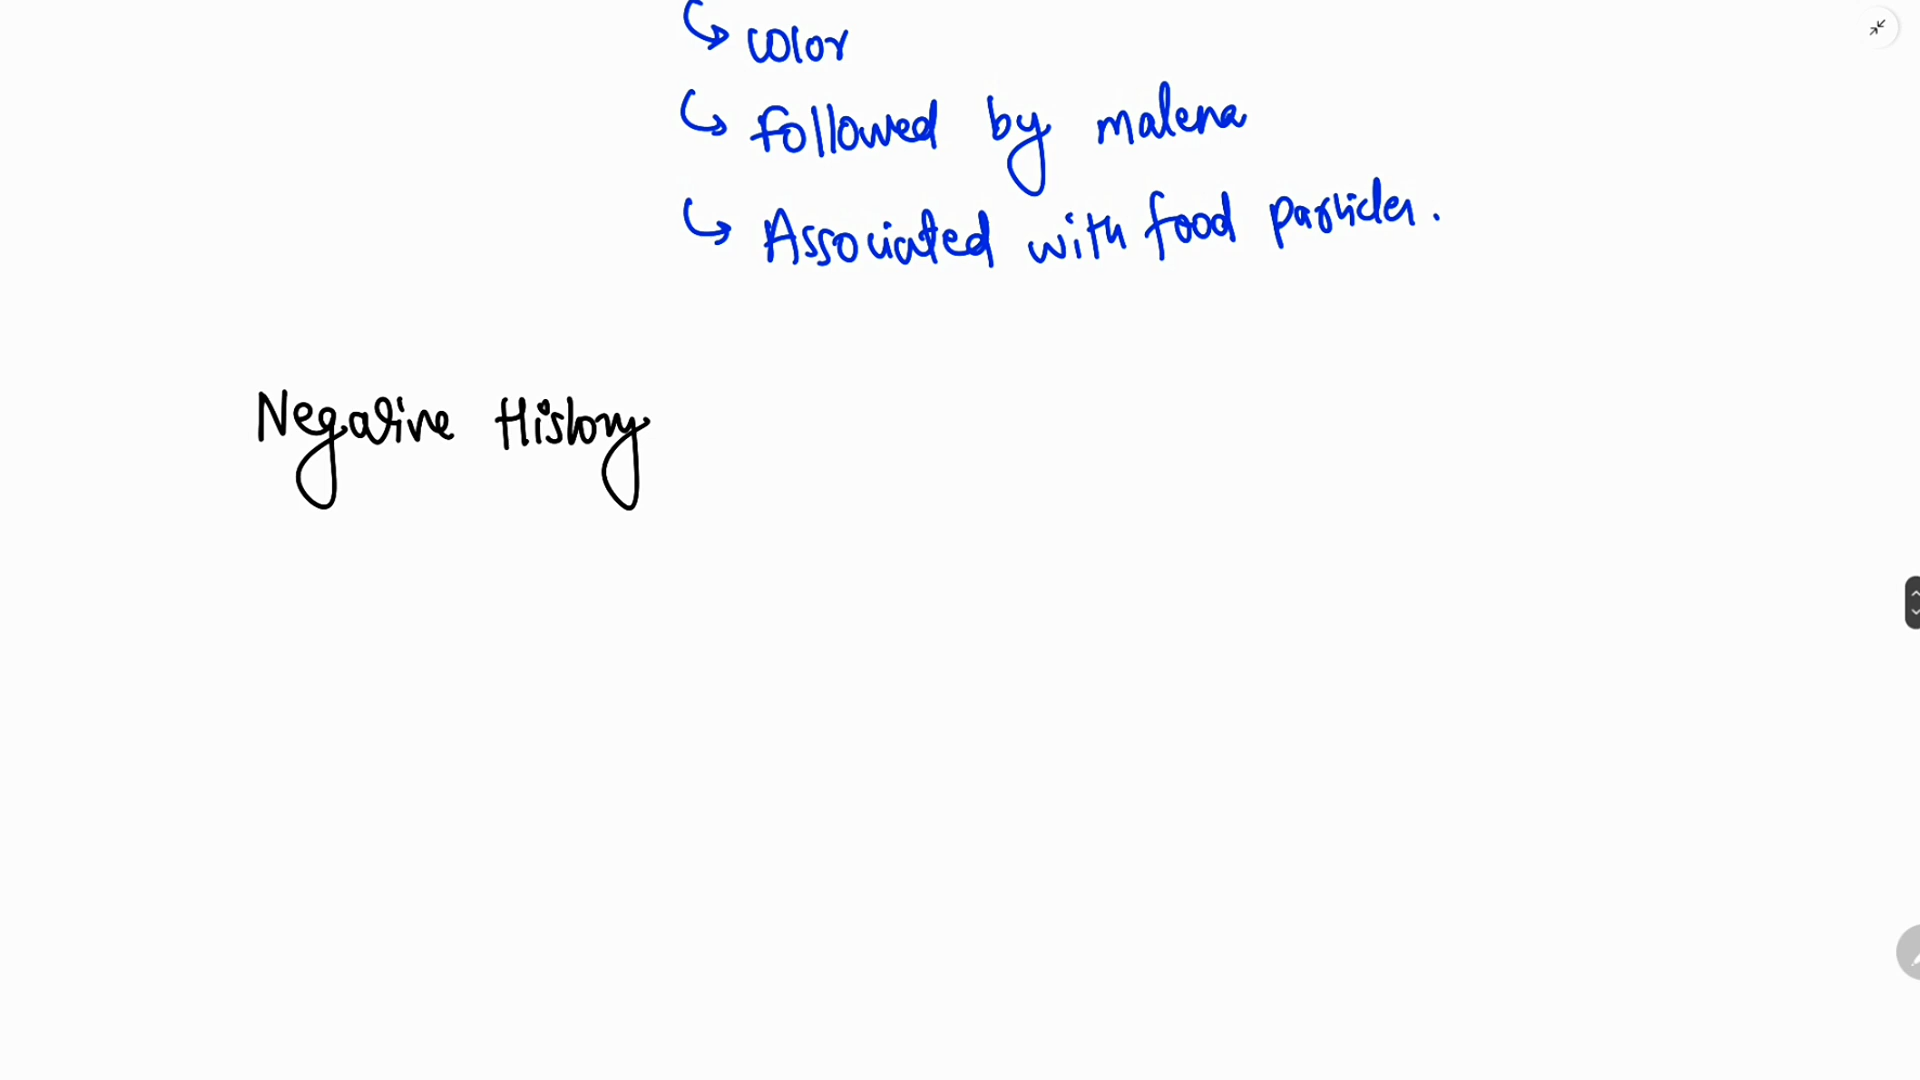 ↳ color
↳ followed by malena
↳ Associated with food particles.
Negative History